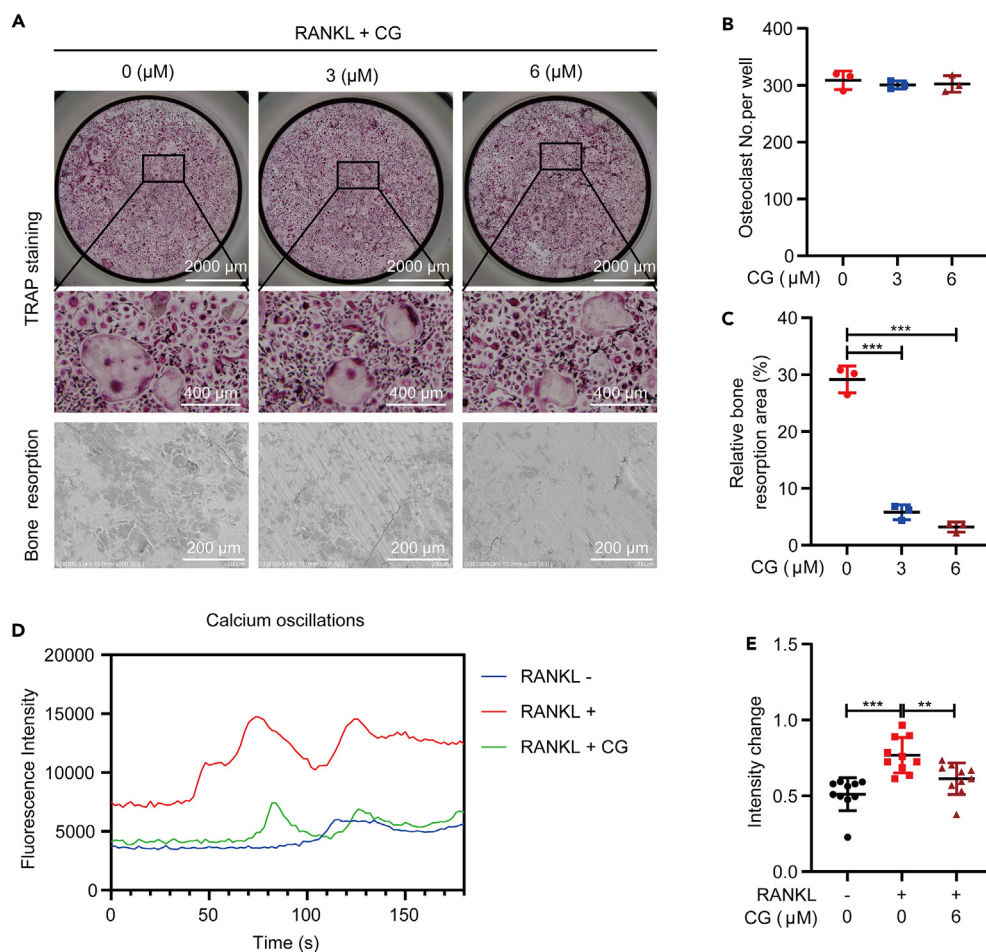 A
RANKL + CG
0 (μM)
3 (μM)
6 (μM)
TRAP staining
2000 μm
2000 μm
2000 μm
400 μm
400 μm
400 μm
Bone resorption
200 μm
200 μm
200 μm
200um
200um
200um
B
Osteoclast No.per well
400
300
200
100
0
CG (μM)
0
3
6
C
Relative bone
resorption area (%)
40
30
20
10
0
***
***
CG (μM)
0
3
6
D
Calcium oscillations
Fluorescence Intensity
20000
15000
10000
5000
0
0
50
100
150
Time (s)
RANKL -
RANKL +
RANKL + CG
E
Intensity change
1.5
1.0
0.5
0.0
***
**
RANKL
-
+
+
CG (μM)
0
0
6